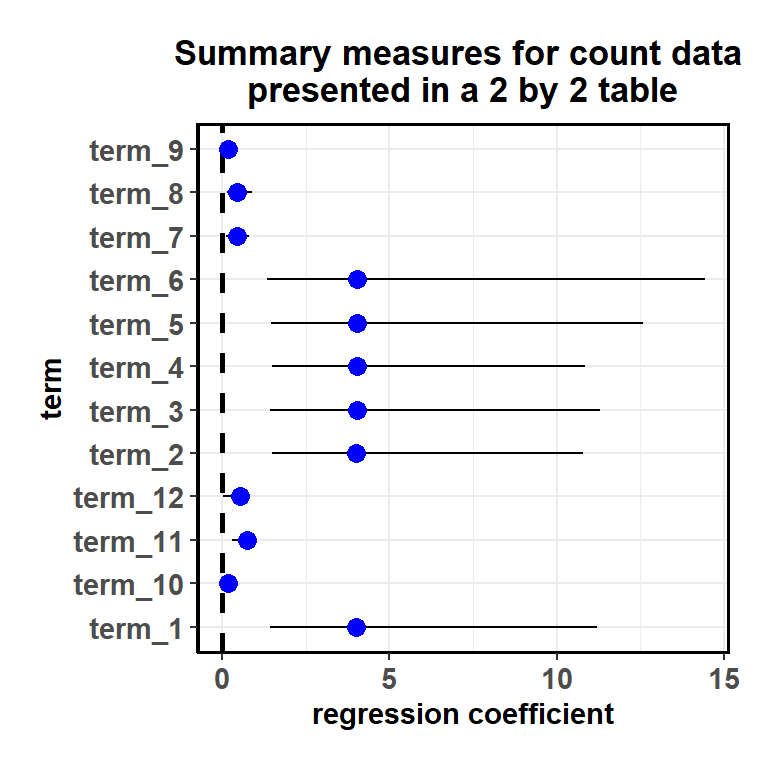 Summary measures for count data
presented in a 2 by 2 table
term
term_9
term_8
term_7
term_6
term_5
term_4
term_3
term_2
term_12
term_11
term_10
term_1
0 5 10 15
regression coefficient